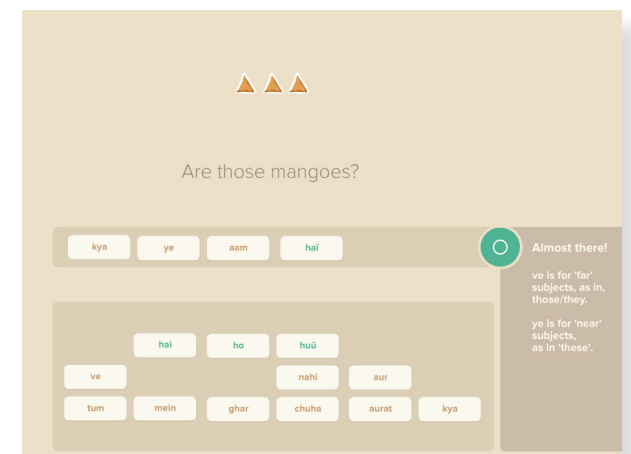 Are those mangoes?
kya ye aam haĩ
Almost there!
ve is for 'far'
subjects, as in,
those/they.
ye is for 'near'
subjects,
as in 'these'.
hai ho huũ
ve nahi aur
tum mein ghar chuha aurat kya